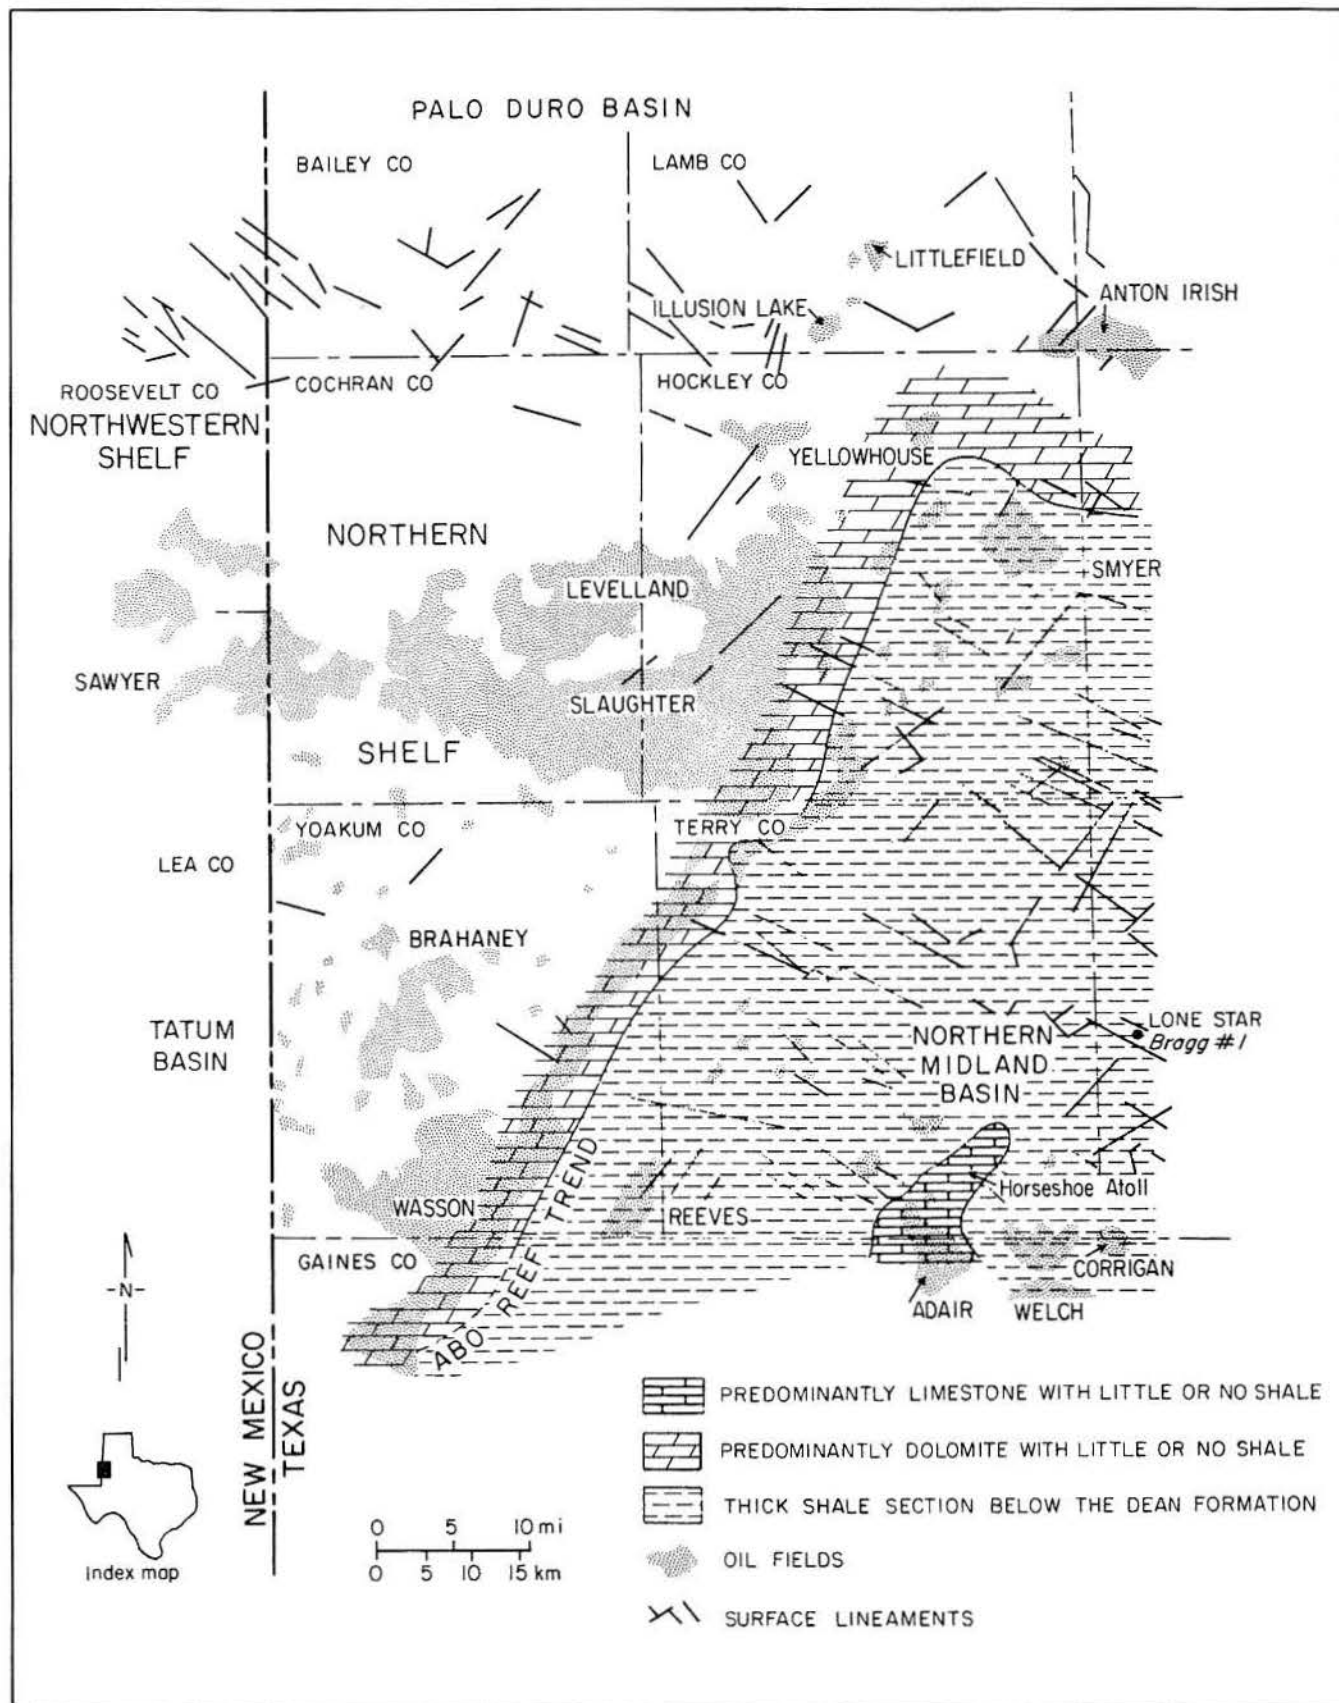 PALO DURO BASIN
BAILEY CO
LAMB CO
LITTLEFIELD
ILLUSION LAKE
ANTON IRISH
ROOSEVELT CO
COCHRAN CO
HOCKLEY CO
NORTHWESTERN
SHELF
YELLOWHOUSE
NORTHERN
LEVELLAND
SMYER
SAWYER
SLAUGHTER
SHELF
YOAKUM CO
TERRY CO
LEA CO
BRAHANEY
TATUM
BASIN
NORTHERN
MIDLAND
BASIN
LONE STAR
Bragg #1
WASSON
ABO REEF TREND
REEVES
Horseshoe Atoll
GAINES CO
CORRIGAN
ADAIR
WELCH
-N-
NEW MEXICO
TEXAS
PREDOMINANTLY LIMESTONE WITH LITTLE OR NO SHALE
PREDOMINANTLY DOLOMITE WITH LITTLE OR NO SHALE
THICK SHALE SECTION BELOW THE DEAN FORMATION
OIL FIELDS
SURFACE LINEAMENTS
Index map
0 5 10 mi
0 5 10 15 km